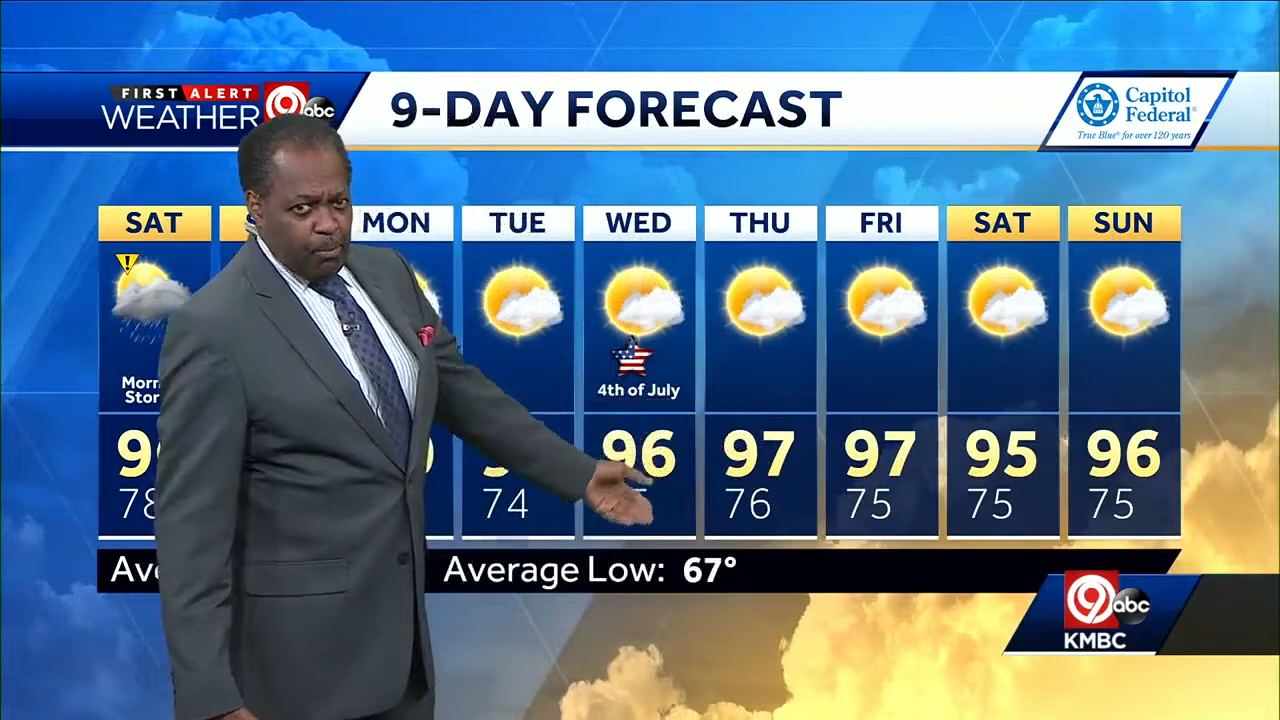 FIRST ALERT
WEATHER 9 abc
9-DAY FORECAST
Capitol
Federal®
True Blue® for over 120 years
SAT
MON
TUE
WED
THU
FRI
SAT
SUN
!
4th of July
96
97
97
95
96
74
76
75
75
75
Average Low: 67°
9 abc
KMBC